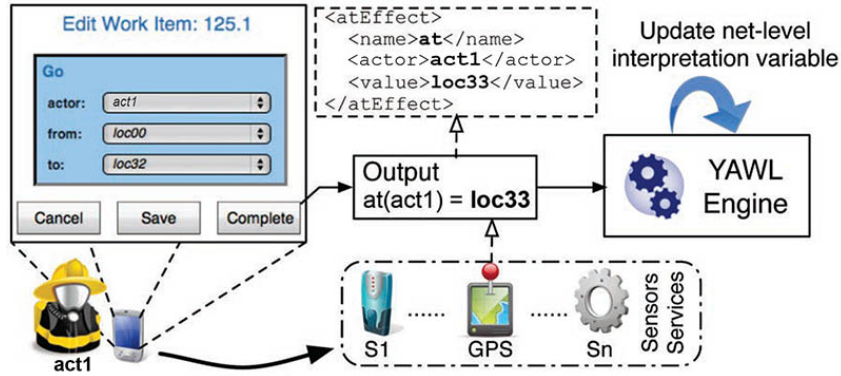 Edit Work Item: 125.1
Go
actor: act1
from: loc00
to: loc32
Cancel Save Complete
<atEffect>
<name>at</name>
<actor>act1</actor>
<value>loc33</value>
</atEffect>
Update net-level
interpretation variable
Output
at(act1) = loc33
YAWL
Engine
act1
S1 ...... GPS ...... Sn
Sensors
Services